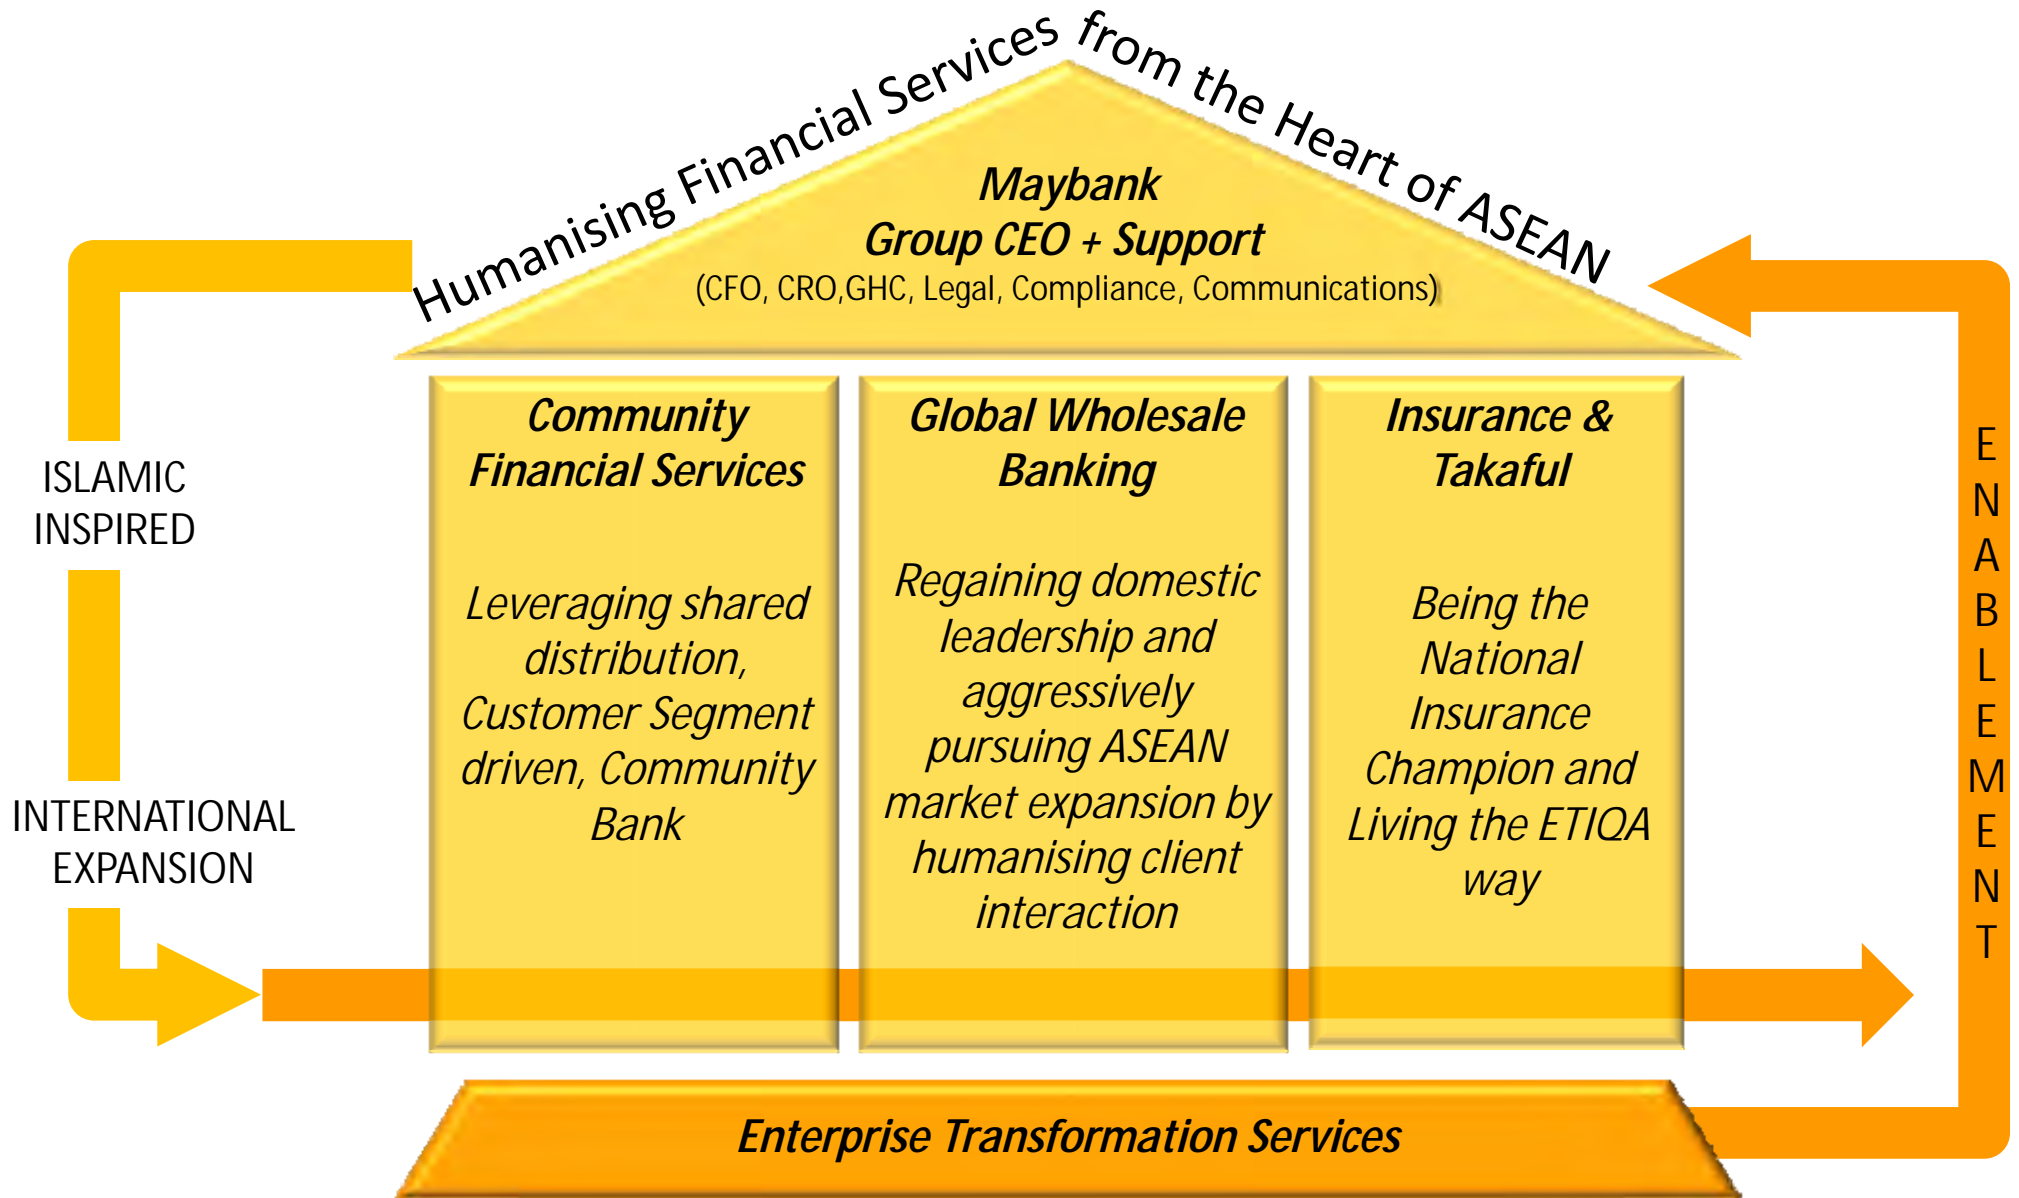 Humanising Financial Services from the Heart of ASEAN
Maybank
Group CEO + Support
(CFO, CRO,GHC, Legal, Compliance, Communications)
ISLAMIC
INSPIRED
INTERNATIONAL
EXPANSION
Community
Financial Services
Leveraging shared
distribution,
Customer Segment
driven, Community
Bank
Global Wholesale
Banking
Regaining domestic
leadership and
aggressively
pursuing ASEAN
market expansion by
humanising client
interaction
Insurance &
Takaful
Being the
National
Insurance
Champion and
Living the ETIQA
way
ENABLEMENT
Enterprise Transformation Services